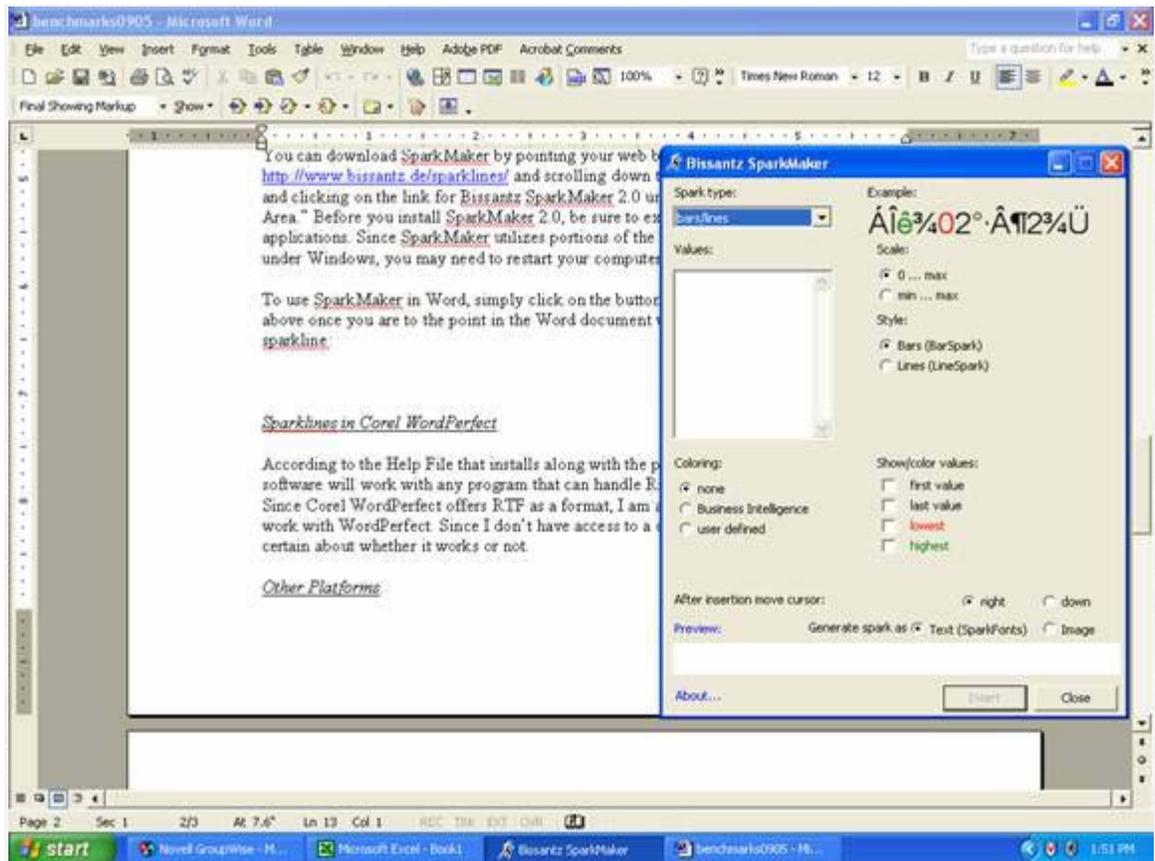 benchmarks0905 - Microsoft Word
File Edit View Insert Format Tools Table Window Help Adobe PDF Acrobat Comments
Type a question for help
100%
Times New Roman
12
B I U
Final Showing Markup
Show
You can download SparkMaker by pointing your web b
http://www.bissantz.de/sparklines/ and scrolling down
and clicking on the link for Bissantz SparkMaker 2.0 un
Area." Before you install SparkMaker 2.0, be sure to ex
applications. Since SparkMaker utilizes portions of the
under Windows, you may need to restart your computer
To use SparkMaker in Word, simply click on the button
above once you are to the point in the Word document
sparkline.
Sparklines in Corel WordPerfect
According to the Help File that installs along with the p
software will work with any program that can handle R
Since Corel WordPerfect offers RTF as a format, I am a
work with WordPerfect. Since I don't have access to a
certain about whether it works or not.
Other Platforms
Bissantz SparkMaker
Spark type:
bars/lines
Values:
Example:
ÁÎê¾02°·Â¶12¾Ü
Scale:
0 ... max
min ... max
Style:
Bars (BarSpark)
Lines (LineSpark)
Coloring:
none
Business Intelligence
user defined
Show/color values:
first value
last value
lowest
highest
After insertion move cursor:
right
down
Preview:
Generate spark as
Text (SparkFonts)
Image
About...
Insert
Close
Page 2 Sec 1 2/3 At 7.6" Ln 13 Col 1 REC TRK EXT OVR
start
Novell GroupWise - M...
Microsoft Excel - Book1
Bissantz SparkMaker
benchmarks0905 - Mi...
1:51 PM